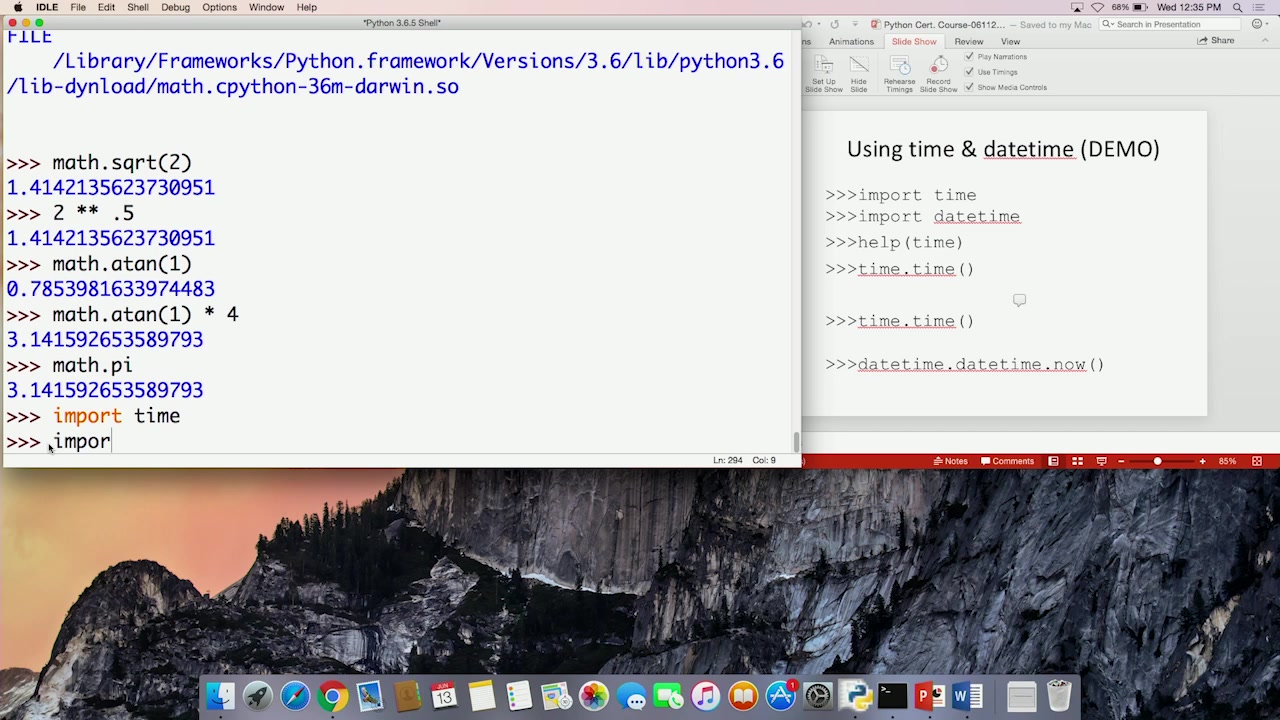 IDLE File Edit Shell Debug Options Window Help
68% Wed 12:35 PM
*Python 3.6.5 Shell*
FILE
/Library/Frameworks/Python.framework/Versions/3.6/lib/python3.6
/lib-dynload/math.cpython-36m-darwin.so
>>> math.sqrt(2)
1.4142135623730951
>>> 2 ** .5
1.4142135623730951
>>> math.atan(1)
0.7853981633974483
>>> math.atan(1) * 4
3.141592653589793
>>> math.pi
3.141592653589793
>>> import time
>>> impor
Ln: 294 Col: 9
Python Cert. Course-06112... — Saved to my Mac
Search in Presentation
ns Animations Slide Show Review View
Share
Set Up
Slide Show
Hide
Slide
Rehearse
Timings
Record
Slide Show
Play Narrations
Use Timings
Show Media Controls
Using time & datetime (DEMO)
>>>import time
>>>import datetime
>>>help(time)
>>>time.time()
>>>time.time()
>>>datetime.datetime.now()
Notes Comments
85%
JUN
13
1